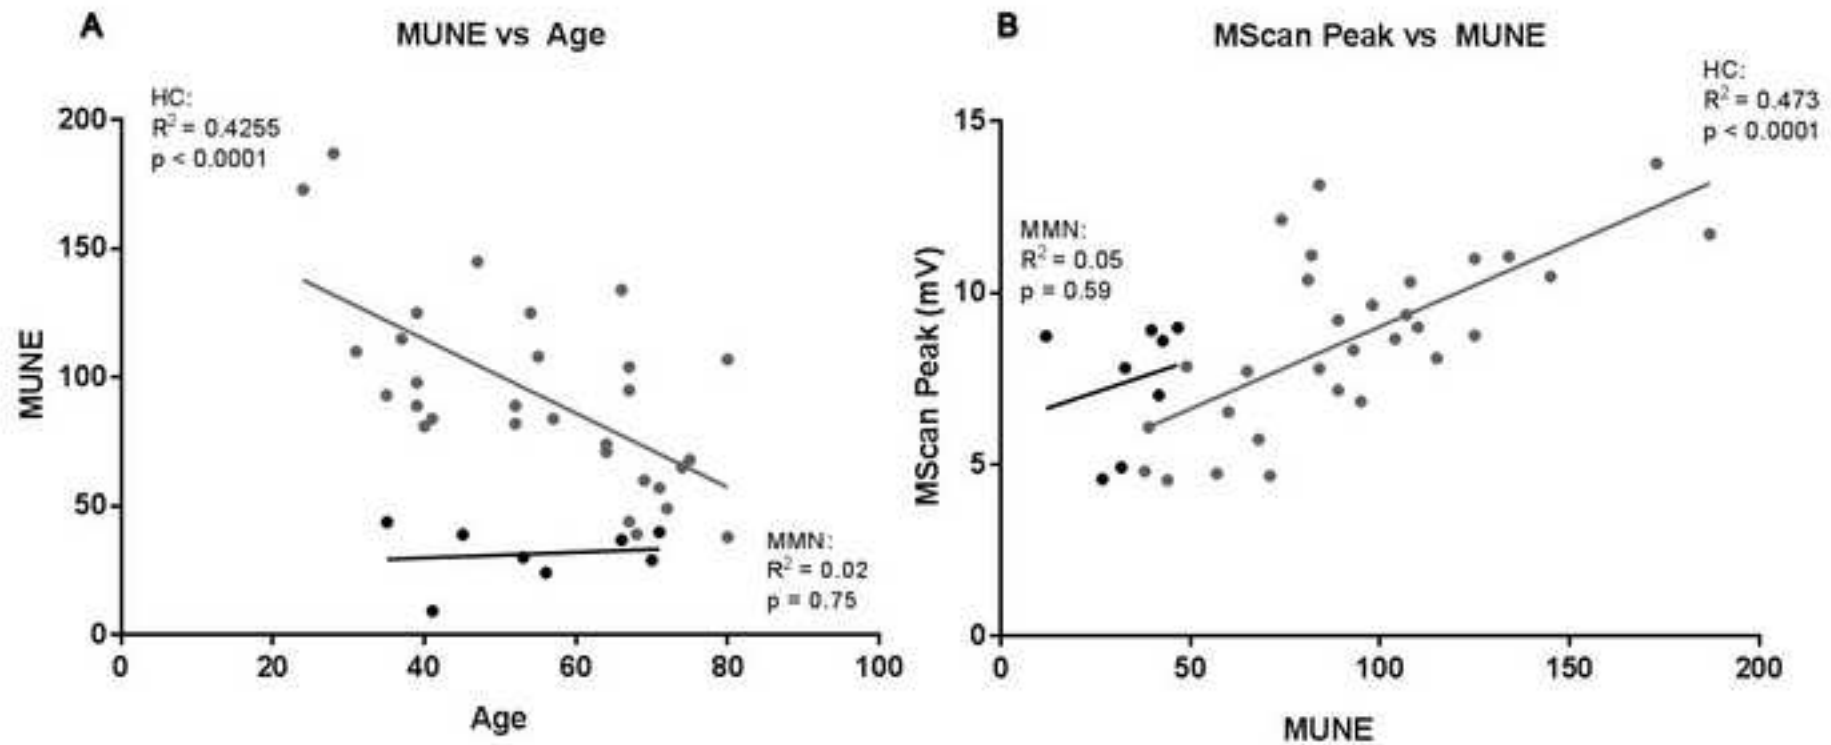 A
MUNE vs Age
HC:
R² = 0.4255
p < 0.0001
200
150
100
50
0
MUNE
0 20 40 60 80 100
Age
MMN:
R² = 0.02
p = 0.75
B
MScan Peak vs MUNE
HC:
R² = 0.473
p < 0.0001
MMN:
R² = 0.05
p = 0.59
15
10
5
0
MScan Peak (mV)
0 50 100 150 200
MUNE